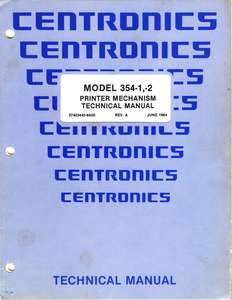 CENTRONICS
CENTRONICS
CENTRONICS
MODEL 354-1,-2
PRINTER MECHANISM
TECHNICAL MANUAL
REV. A JUNE 1984
CENTRONICS
CENTRONICS
CENTRONICS
CENTRONICS
TECHNICAL MANUAL